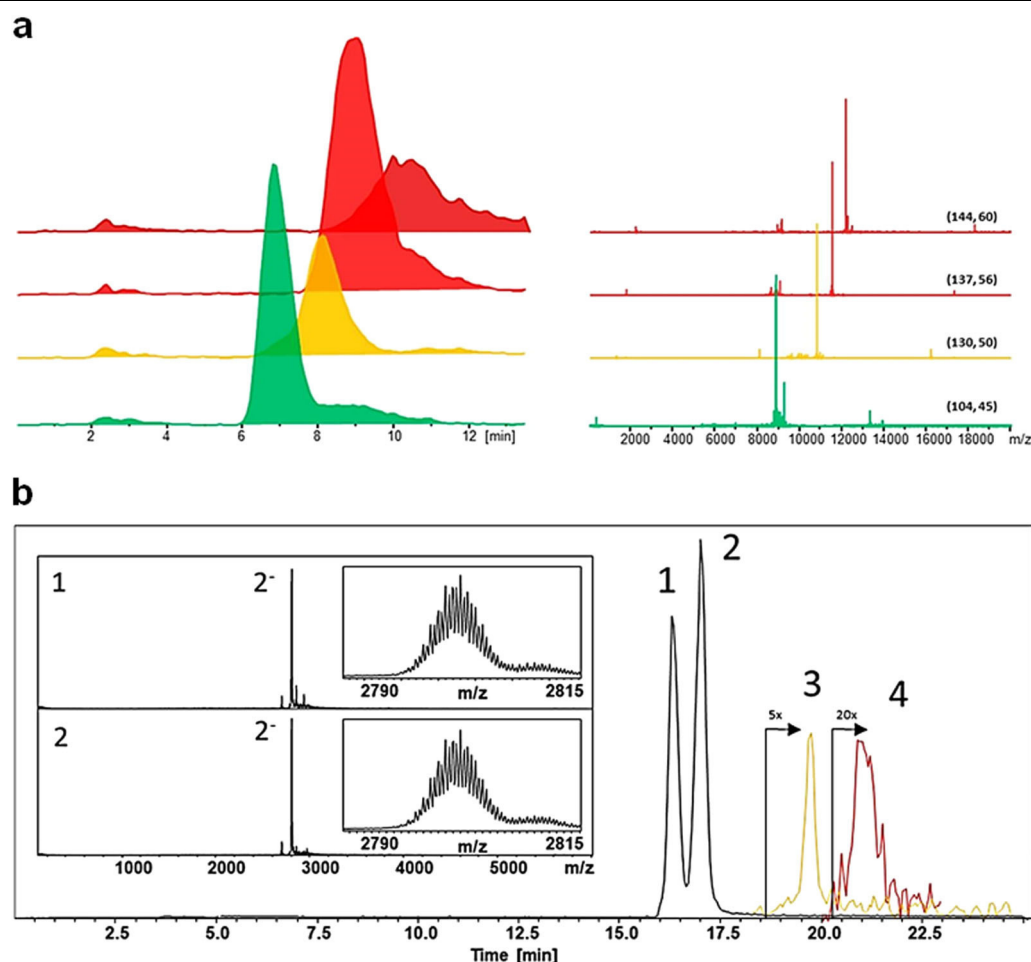 a
(144,60)
(137,56)
(130,50)
(104,45)
2 4 6 8 10 12 [min]
2000 4000 6000 8000 10000 12000 14000 16000 18000 m/z
b
1 2-
2790 m/z 2815
2 2-
2790 m/z 2815
1000 2000 3000 4000 5000 m/z
1
2
3
4
5x
20x
2.5 5.0 7.5 10.0 12.5 15.0 17.5 20.0 22.5
Time [min]